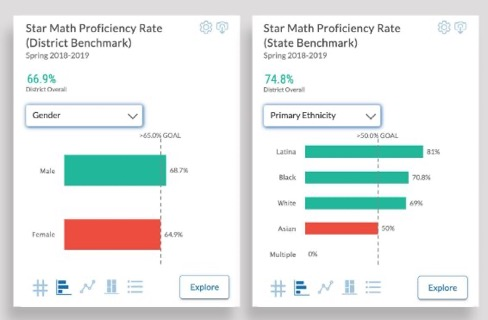 Star Math Proficiency Rate
(District Benchmark)
Spring 2018-2019
66.9%
District Overall
Gender
>65.0% GOAL
Male
68.7%
Female
64.9%
Explore
Star Math Proficiency Rate
(State Benchmark)
Spring 2018-2019
74.8%
District Overall
Primary Ethnicity
>50.0% GOAL
Latina
81%
Black
70.8%
White
69%
Asian
50%
Multiple
0%
Explore